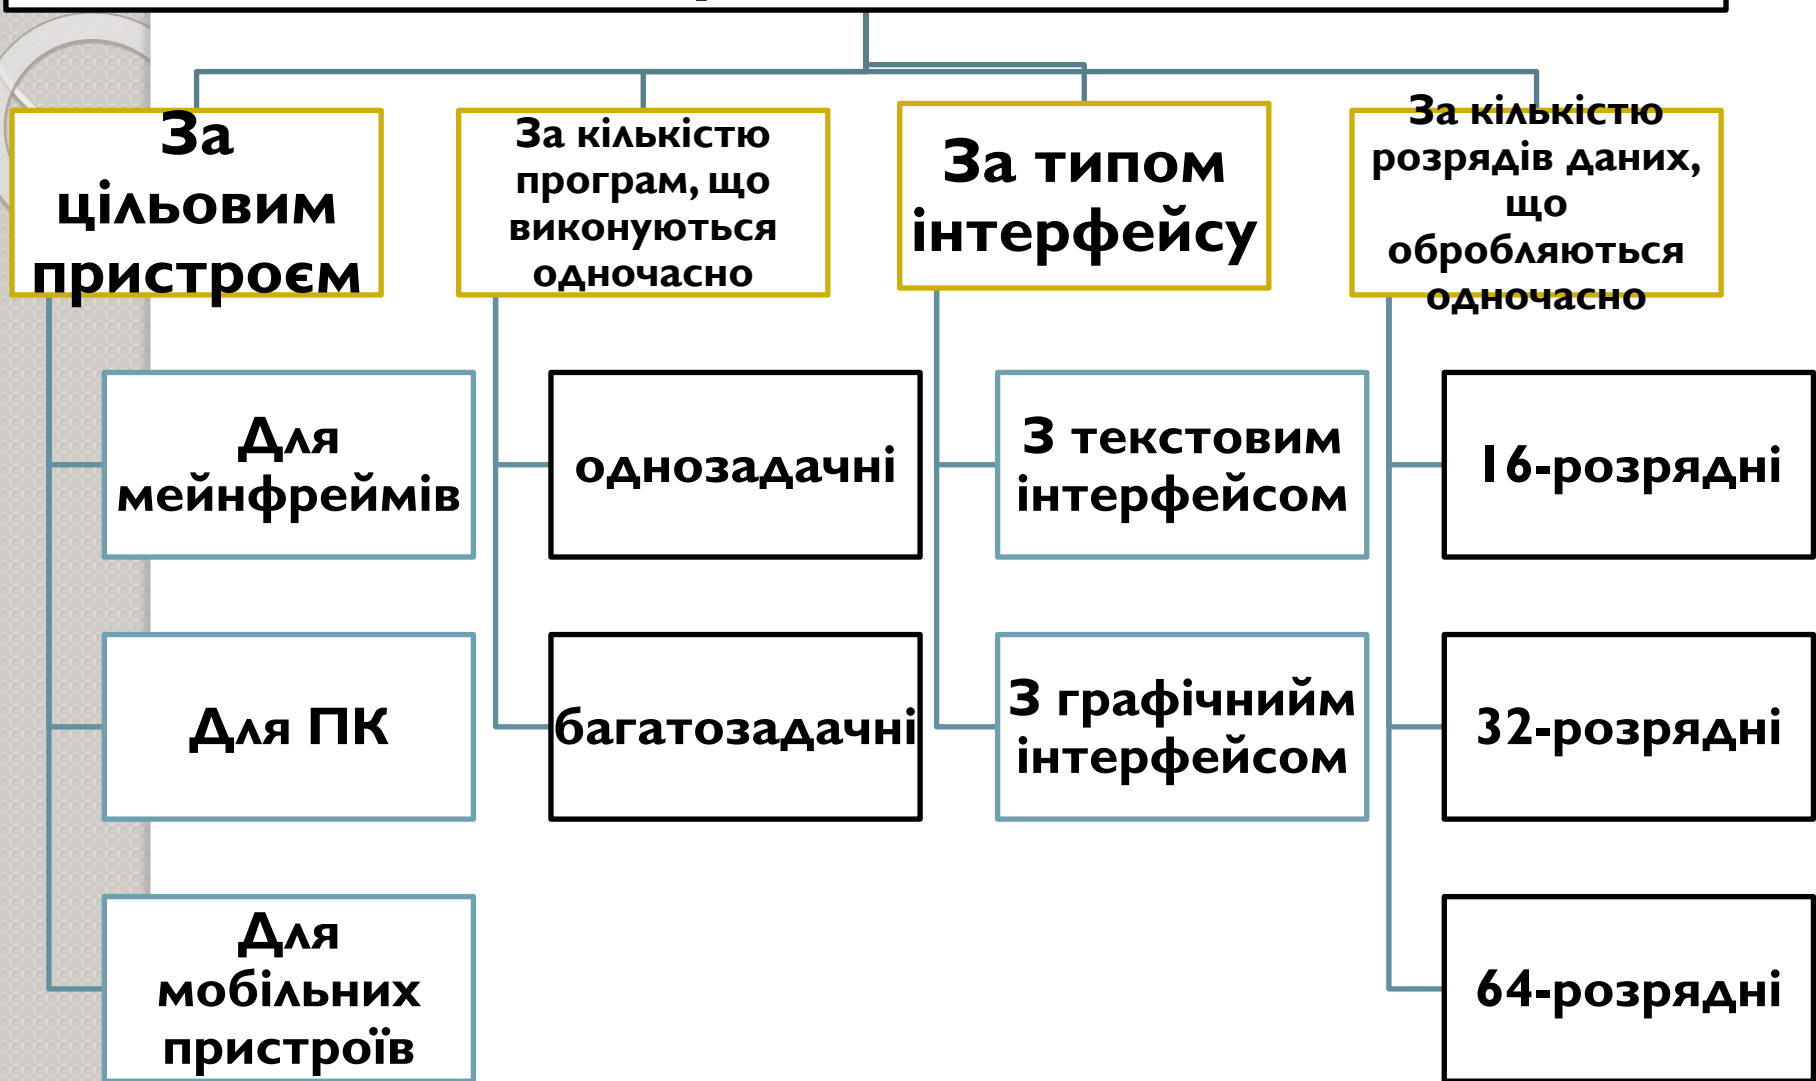 За
цільовим
пристроєм
За кількістю
програм, що
виконуються
одночасно
За типом
інтерфейсу
За кількістю
розрядів даних,
що
обробляються
одночасно
Для
мейнфреймів
Для ПК
Для
мобільних
пристроїв
однозадачні
багатозадачні
З текстовим
інтерфейсом
З графічнийм
інтерфейсом
16-розрядні
32-розрядні
64-розрядні